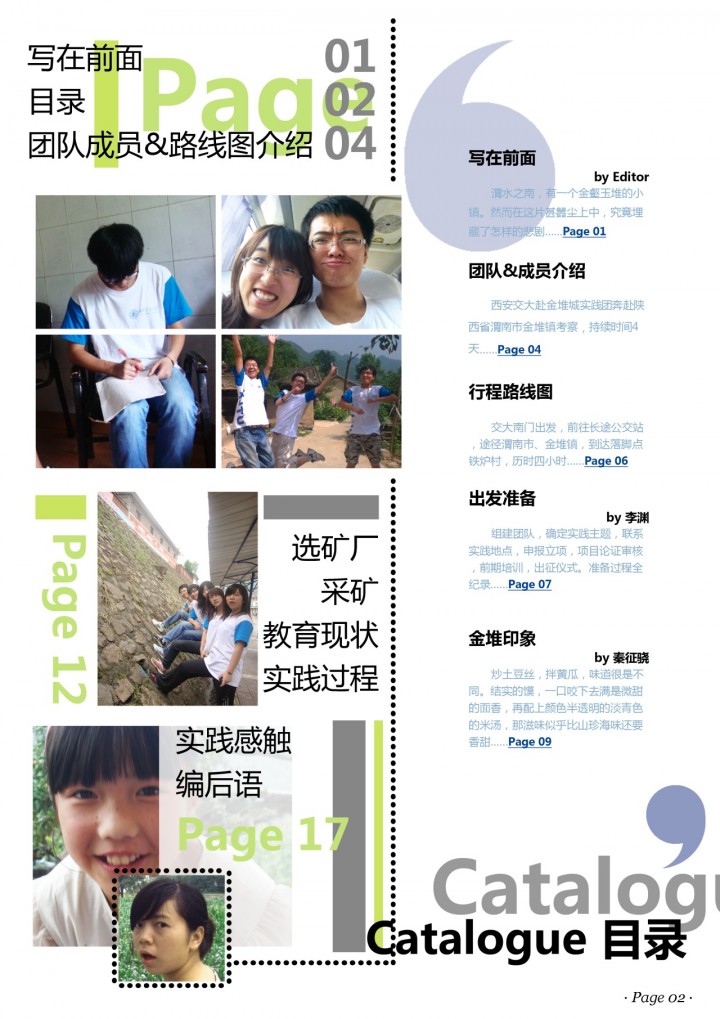 写在前面 01
目录 02
团队成员&路线图介绍 04
Page
Page 12
选矿厂
采矿
教育现状
实践过程
实践感触
编后语
Page 17
写在前面
by Editor
渭水之南，有一个金壑玉堆的小
镇。然而在这片甚嚣尘上中，究竟埋
藏了怎样的悲剧……Page 01
团队&成员介绍
西安交大赴金堆城实践团奔赴陕
西省渭南市金堆镇考察，持续时间4
天……Page 04
行程路线图
交大南门出发，前往长途公交站
，途径渭南市、金堆镇，到达落脚点
铁炉村，历时四小时……Page 06
出发准备
by 李渊
组建团队，确定实践主题，联系
实践地点，申报立项，项目论证审核
，前期培训，出征仪式。准备过程全
纪录……Page 07
金堆印象
by 秦征骁
炒土豆丝，拌黄瓜，味道很是不
同。结实的馍，一口咬下去满是微甜
的面香，再配上颜色半透明的淡青色
的米汤，那滋味似乎比山珍海味还要
香甜……Page 09
Catalogu
Catalogue 目录
· Page 02 ·